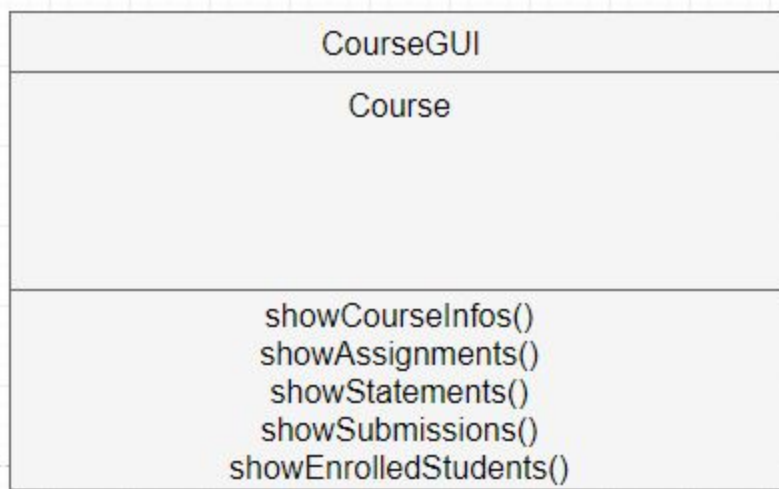 CourseGUI
Course
showCourseInfos()
showAssignments()
showStatements()
showSubmissions()
showEnrolledStudents()